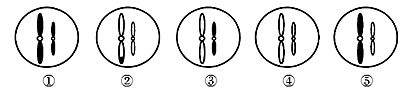 ① ② ③ ④ ⑤